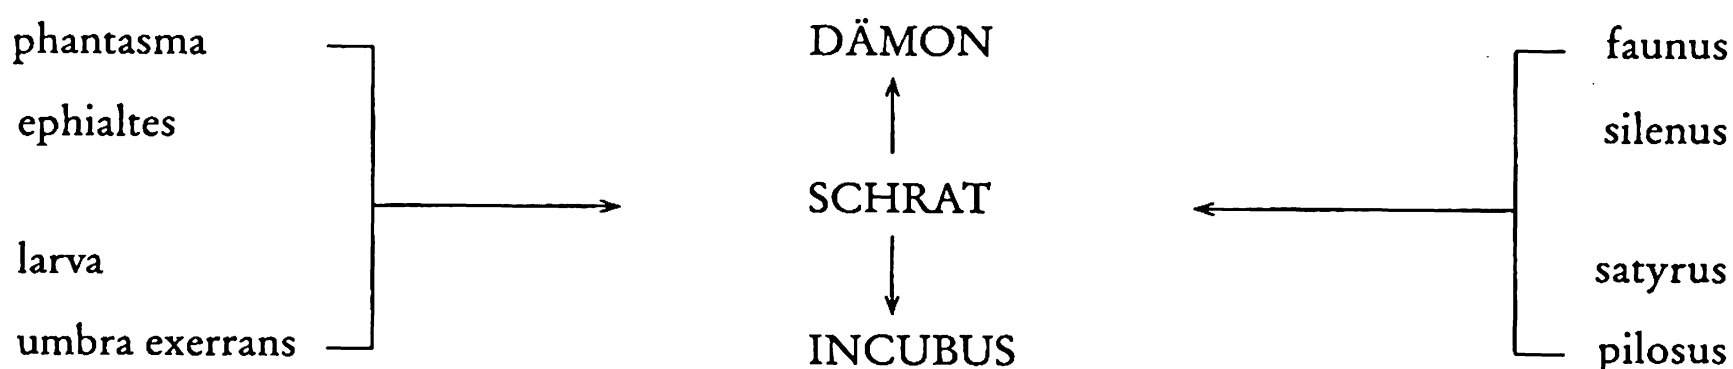 phantasma
ephialtes
larva
umbra exerrans
DÄMON
SCHRAT
INCUBUS
faunus
silenus
satyrus
pilosus